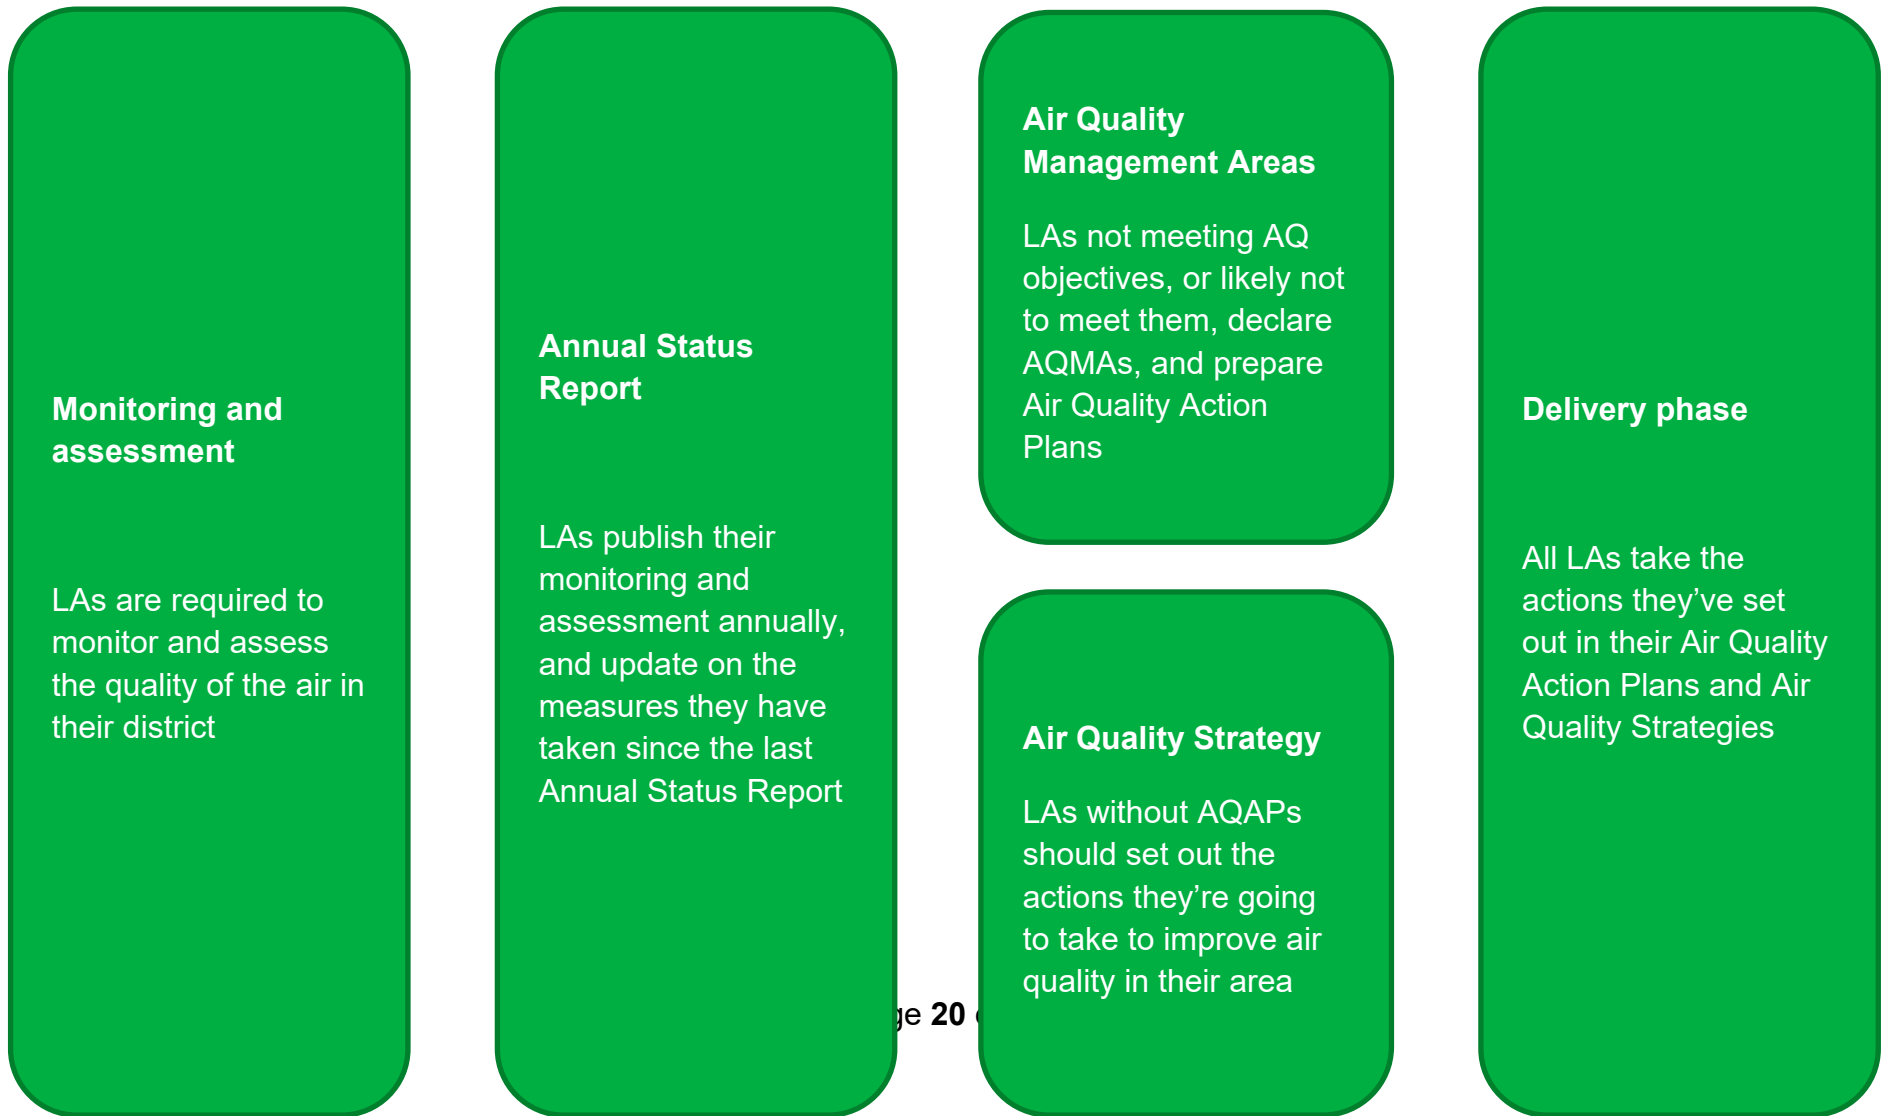 Monitoring and
assessment
LAs are required to
monitor and assess
the quality of the air in
their district
Annual Status
Report
LAs publish their
monitoring and
assessment annually,
and update on the
measures they have
taken since the last
Annual Status Report
Air Quality
Management Areas
LAs not meeting AQ
objectives, or likely not
to meet them, declare
AQMAs, and prepare
Air Quality Action
Plans
Air Quality Strategy
LAs without AQAPs
should set out the
actions they’re going
to take to improve air
quality in their area
Delivery phase
All LAs take the
actions they’ve set
out in their Air Quality
Action Plans and Air
Quality Strategies
20